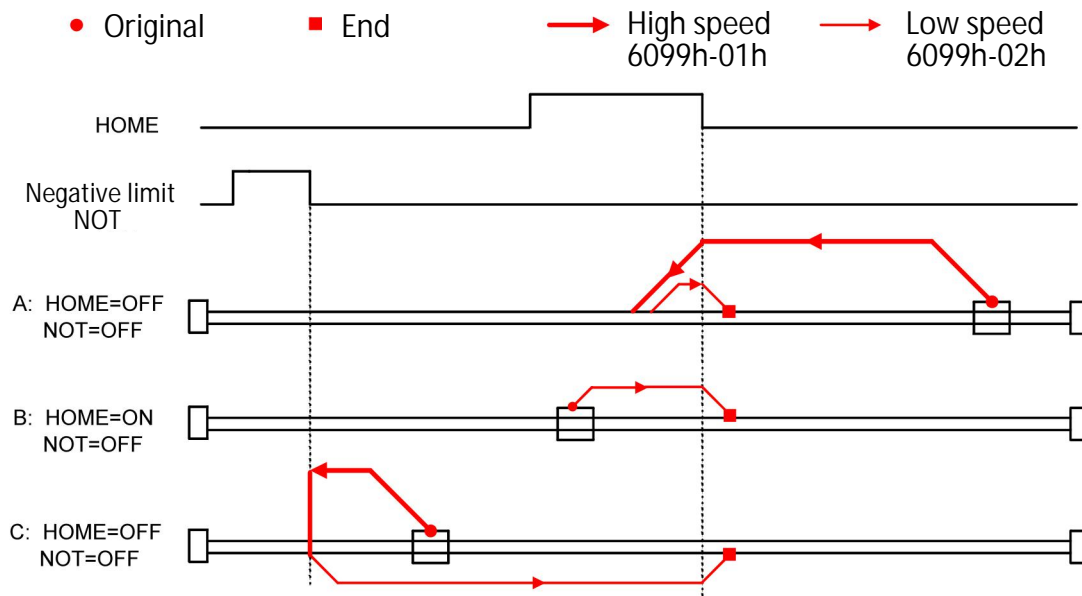 Original
End
High speed
6099h-01h
Low speed
6099h-02h
HOME
Negative limit
NOT
A: HOME=OFF
NOT=OFF
B: HOME=ON
NOT=OFF
C: HOME=OFF
NOT=OFF